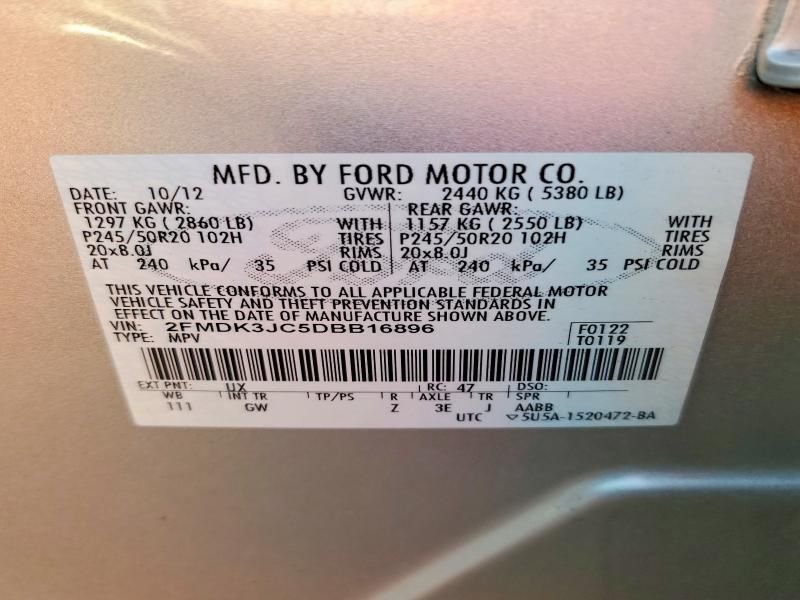 MFD. BY FORD MOTOR CO.
DATE: 10/12 GVWR: 2440 KG ( 5380 LB)
FRONT GAWR: REAR GAWR:
1297 KG ( 2860 LB) WITH 1157 KG ( 2550 LB) WITH
P245/50R20 102H TIRES P245/50R20 102H TIRES
20x8.0J RIMS 20x8.0J RIMS
AT 240 kPa/ 35 PSI COLD AT 240 kPa/ 35 PSI COLD
THIS VEHICLE CONFORMS TO ALL APPLICABLE FEDERAL MOTOR
VEHICLE SAFETY AND THEFT PREVENTION STANDARDS IN
EFFECT ON THE DATE OF MANUFACTURE SHOWN ABOVE.
VIN: 2FMDK3JC5DBB16896 F0122
TYPE: MPV T0119
EXT PNT: UX RC: 47 DSO:
WB INT TR TP/PS R AXLE TR SPR
111 GW Z 3E J AABB
UTC ▽5U5A-1520472-BA